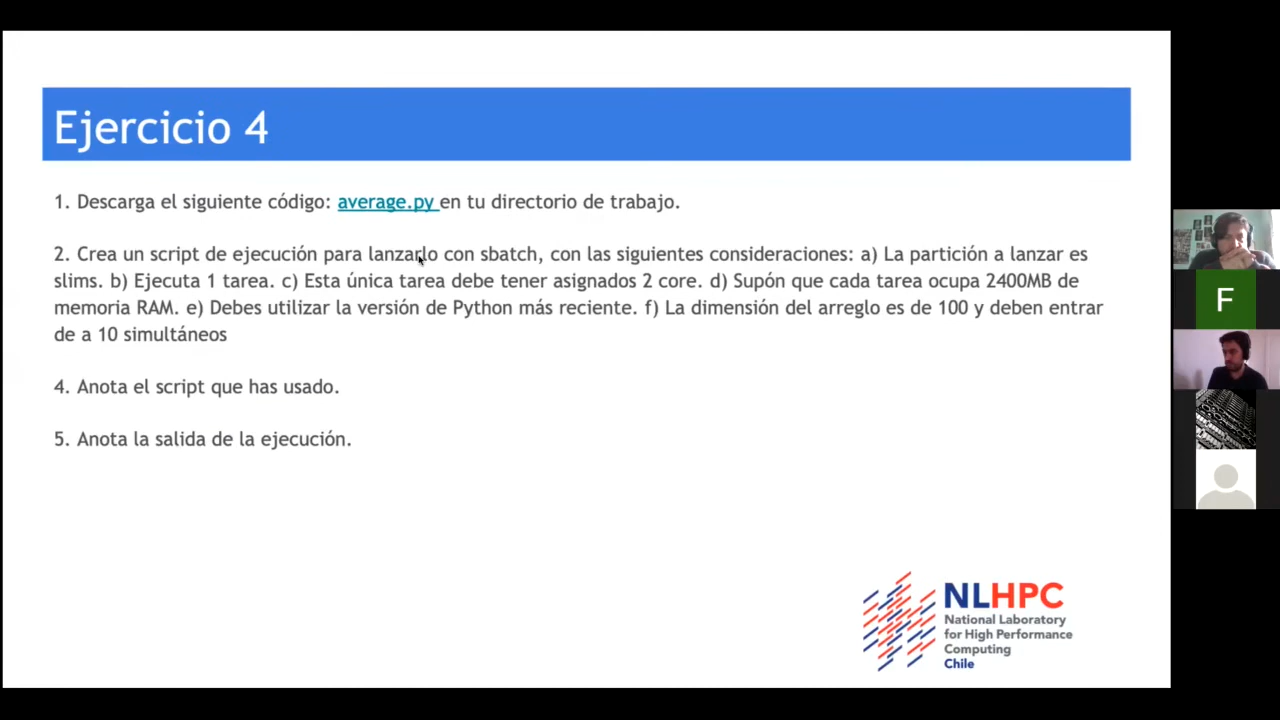 Ejercicio 4
1. Descarga el siguiente código: average.py en tu directorio de trabajo.
2. Crea un script de ejecución para lanzarlo con sbatch, con las siguientes consideraciones: a) La partición a lanzar es
slims. b) Ejecuta 1 tarea. c) Esta única tarea debe tener asignados 2 core. d) Supón que cada tarea ocupa 2400MB de
memoria RAM. e) Debes utilizar la versión de Python más reciente. f) La dimensión del arreglo es de 100 y deben entrar
de a 10 simultáneos
4. Anota el script que has usado.
5. Anota la salida de la ejecución.
F
NLHPC
National Laboratory
for High Performance
Computing
Chile